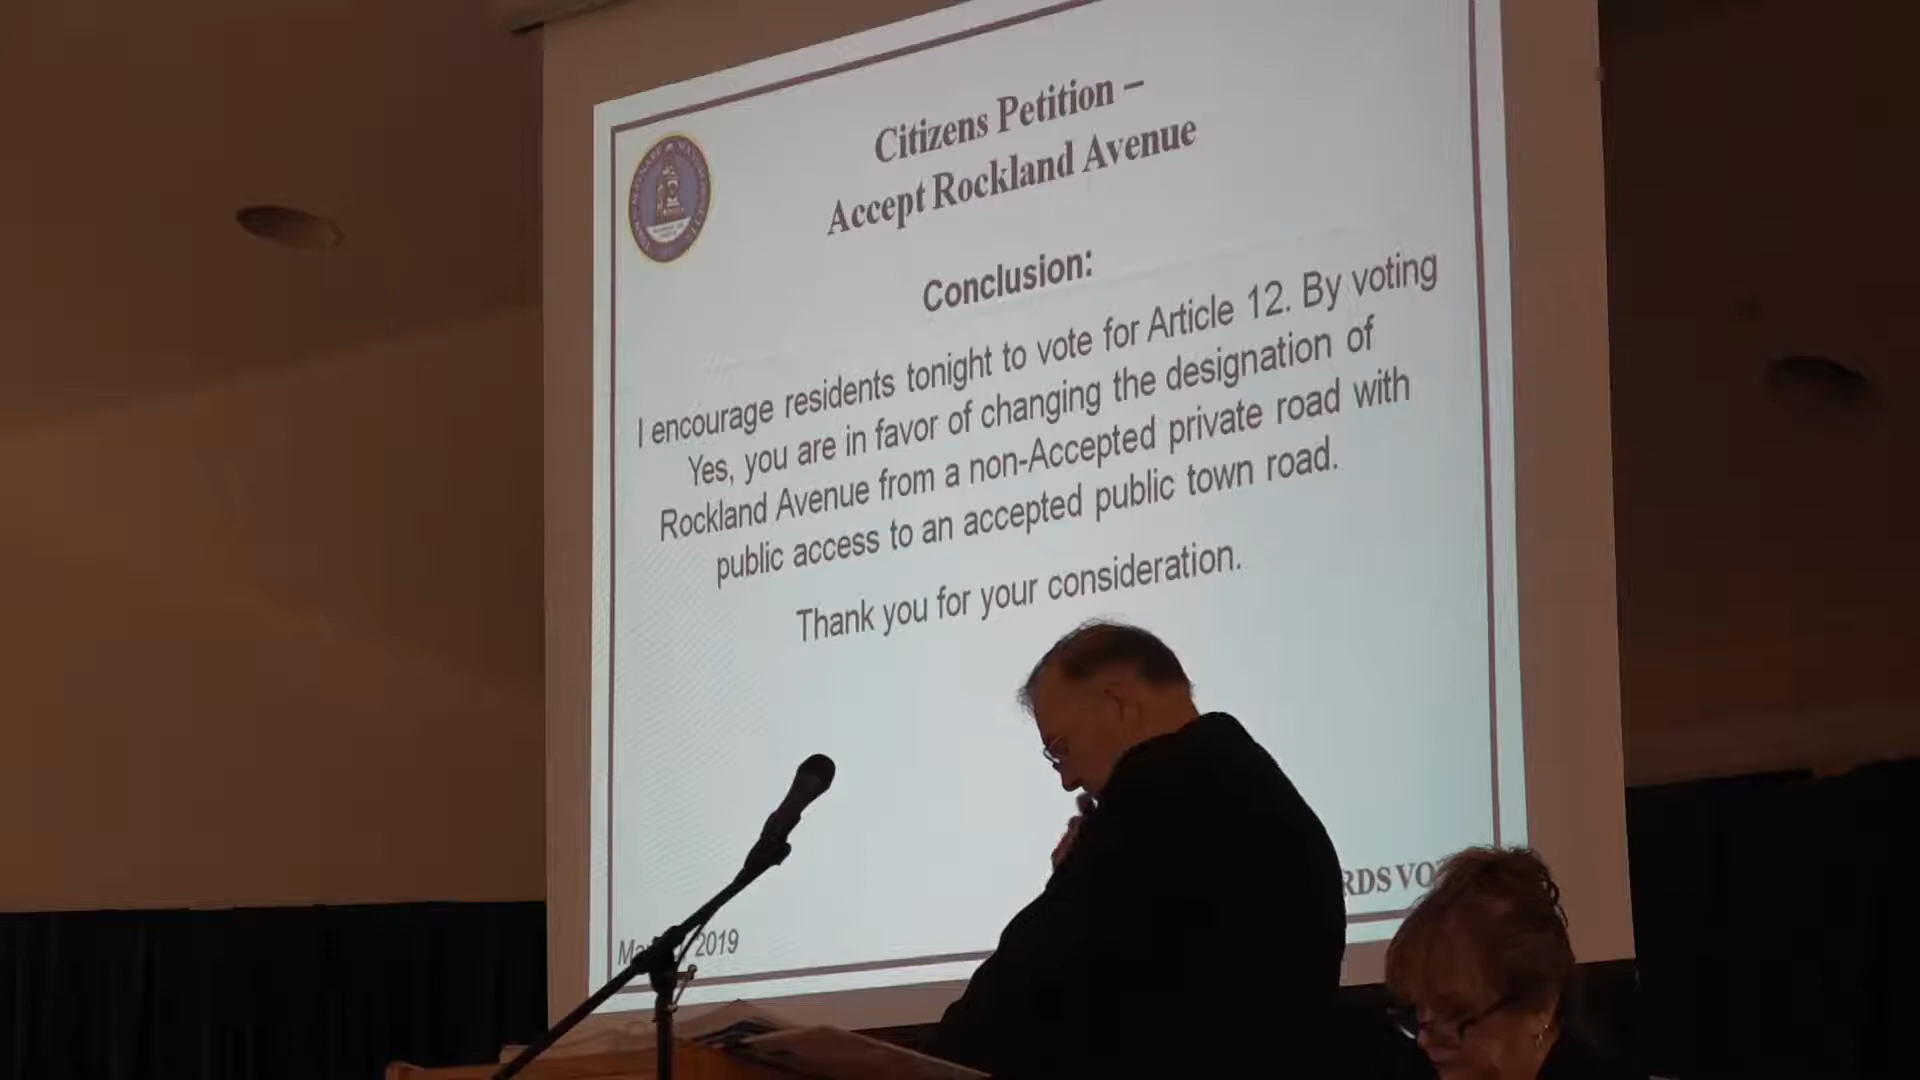 Citizens Petition –
Accept Rockland Avenue
Conclusion:
I encourage residents tonight to vote for Article 12. By voting
Yes, you are in favor of changing the designation of
Rockland Avenue from a non-Accepted private road with
public access to an accepted public town road.
Thank you for your consideration.
2019